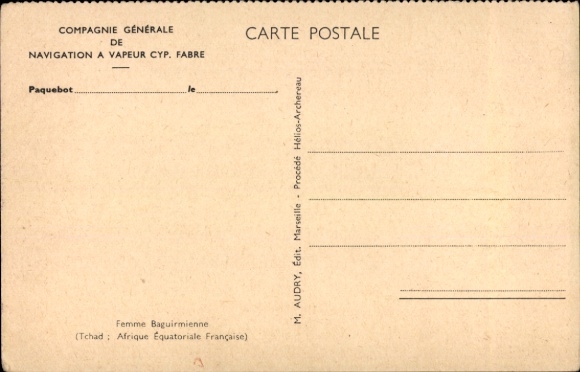 COMPAGNIE GÉNÉRALE
DE
NAVIGATION A VAPEUR CYP. FABRE
CARTE POSTALE
Paquebot le
M. AUDRY, Édit. Marseille - Procédé Hélios-Archereau
Femme Baguirmienne
(Tchad ; Afrique Équatoriale Française)